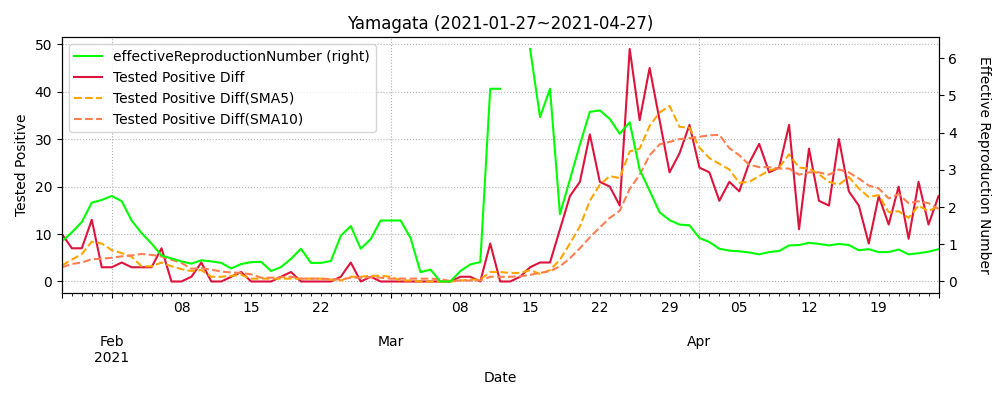 Yamagata (2021-01-27~2021-04-27)
effectiveReproductionNumber (right)
Tested Positive Diff
Tested Positive Diff(SMA5)
Tested Positive Diff(SMA10)
Tested Positive
50
40
30
20
10
0
Effective Reproduction Number
6
5
4
3
2
1
0
08 15 22 08 15 22 29 05 12 19
Feb Mar Apr
2021
Date